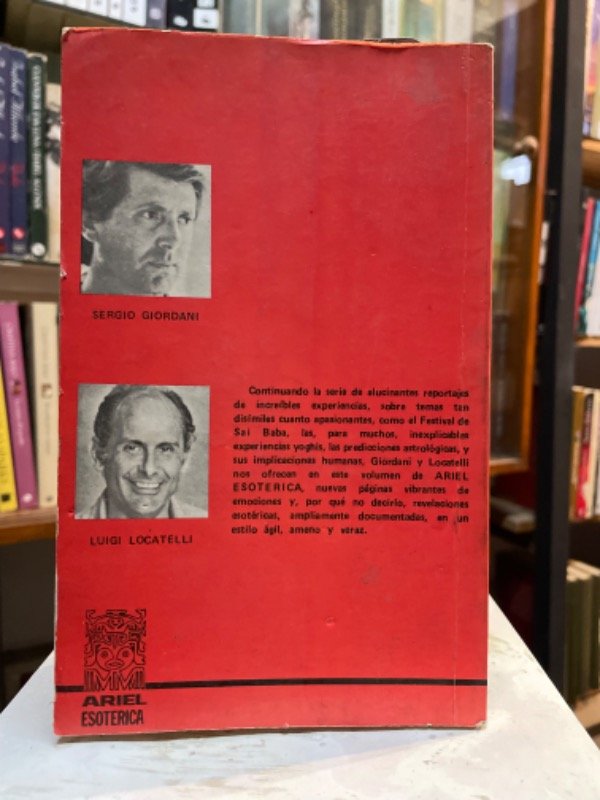 SERGIO GIORDANI
Continuando la serie de alucinantes reportajes
de increíbles experiencias, sobre temas tan
disímiles cuanto apasionantes, como el Festival de
Sai Baba, las, para muchos, inexplicables
experiencias yoghis, las predicciones astrológicas, y
sus implicaciones humanas, Giordani y Locatelli
nos ofrecen en este volumen de ARIEL
ESOTERICA, nuevas páginas vibrantes de
emociones y, por qué no decirlo, revelaciones
esotéricas, ampliamente documentadas, en un
estilo ágil, ameno y veraz.
LUIGI LOCATELLI
ARIEL
ESOTERICA